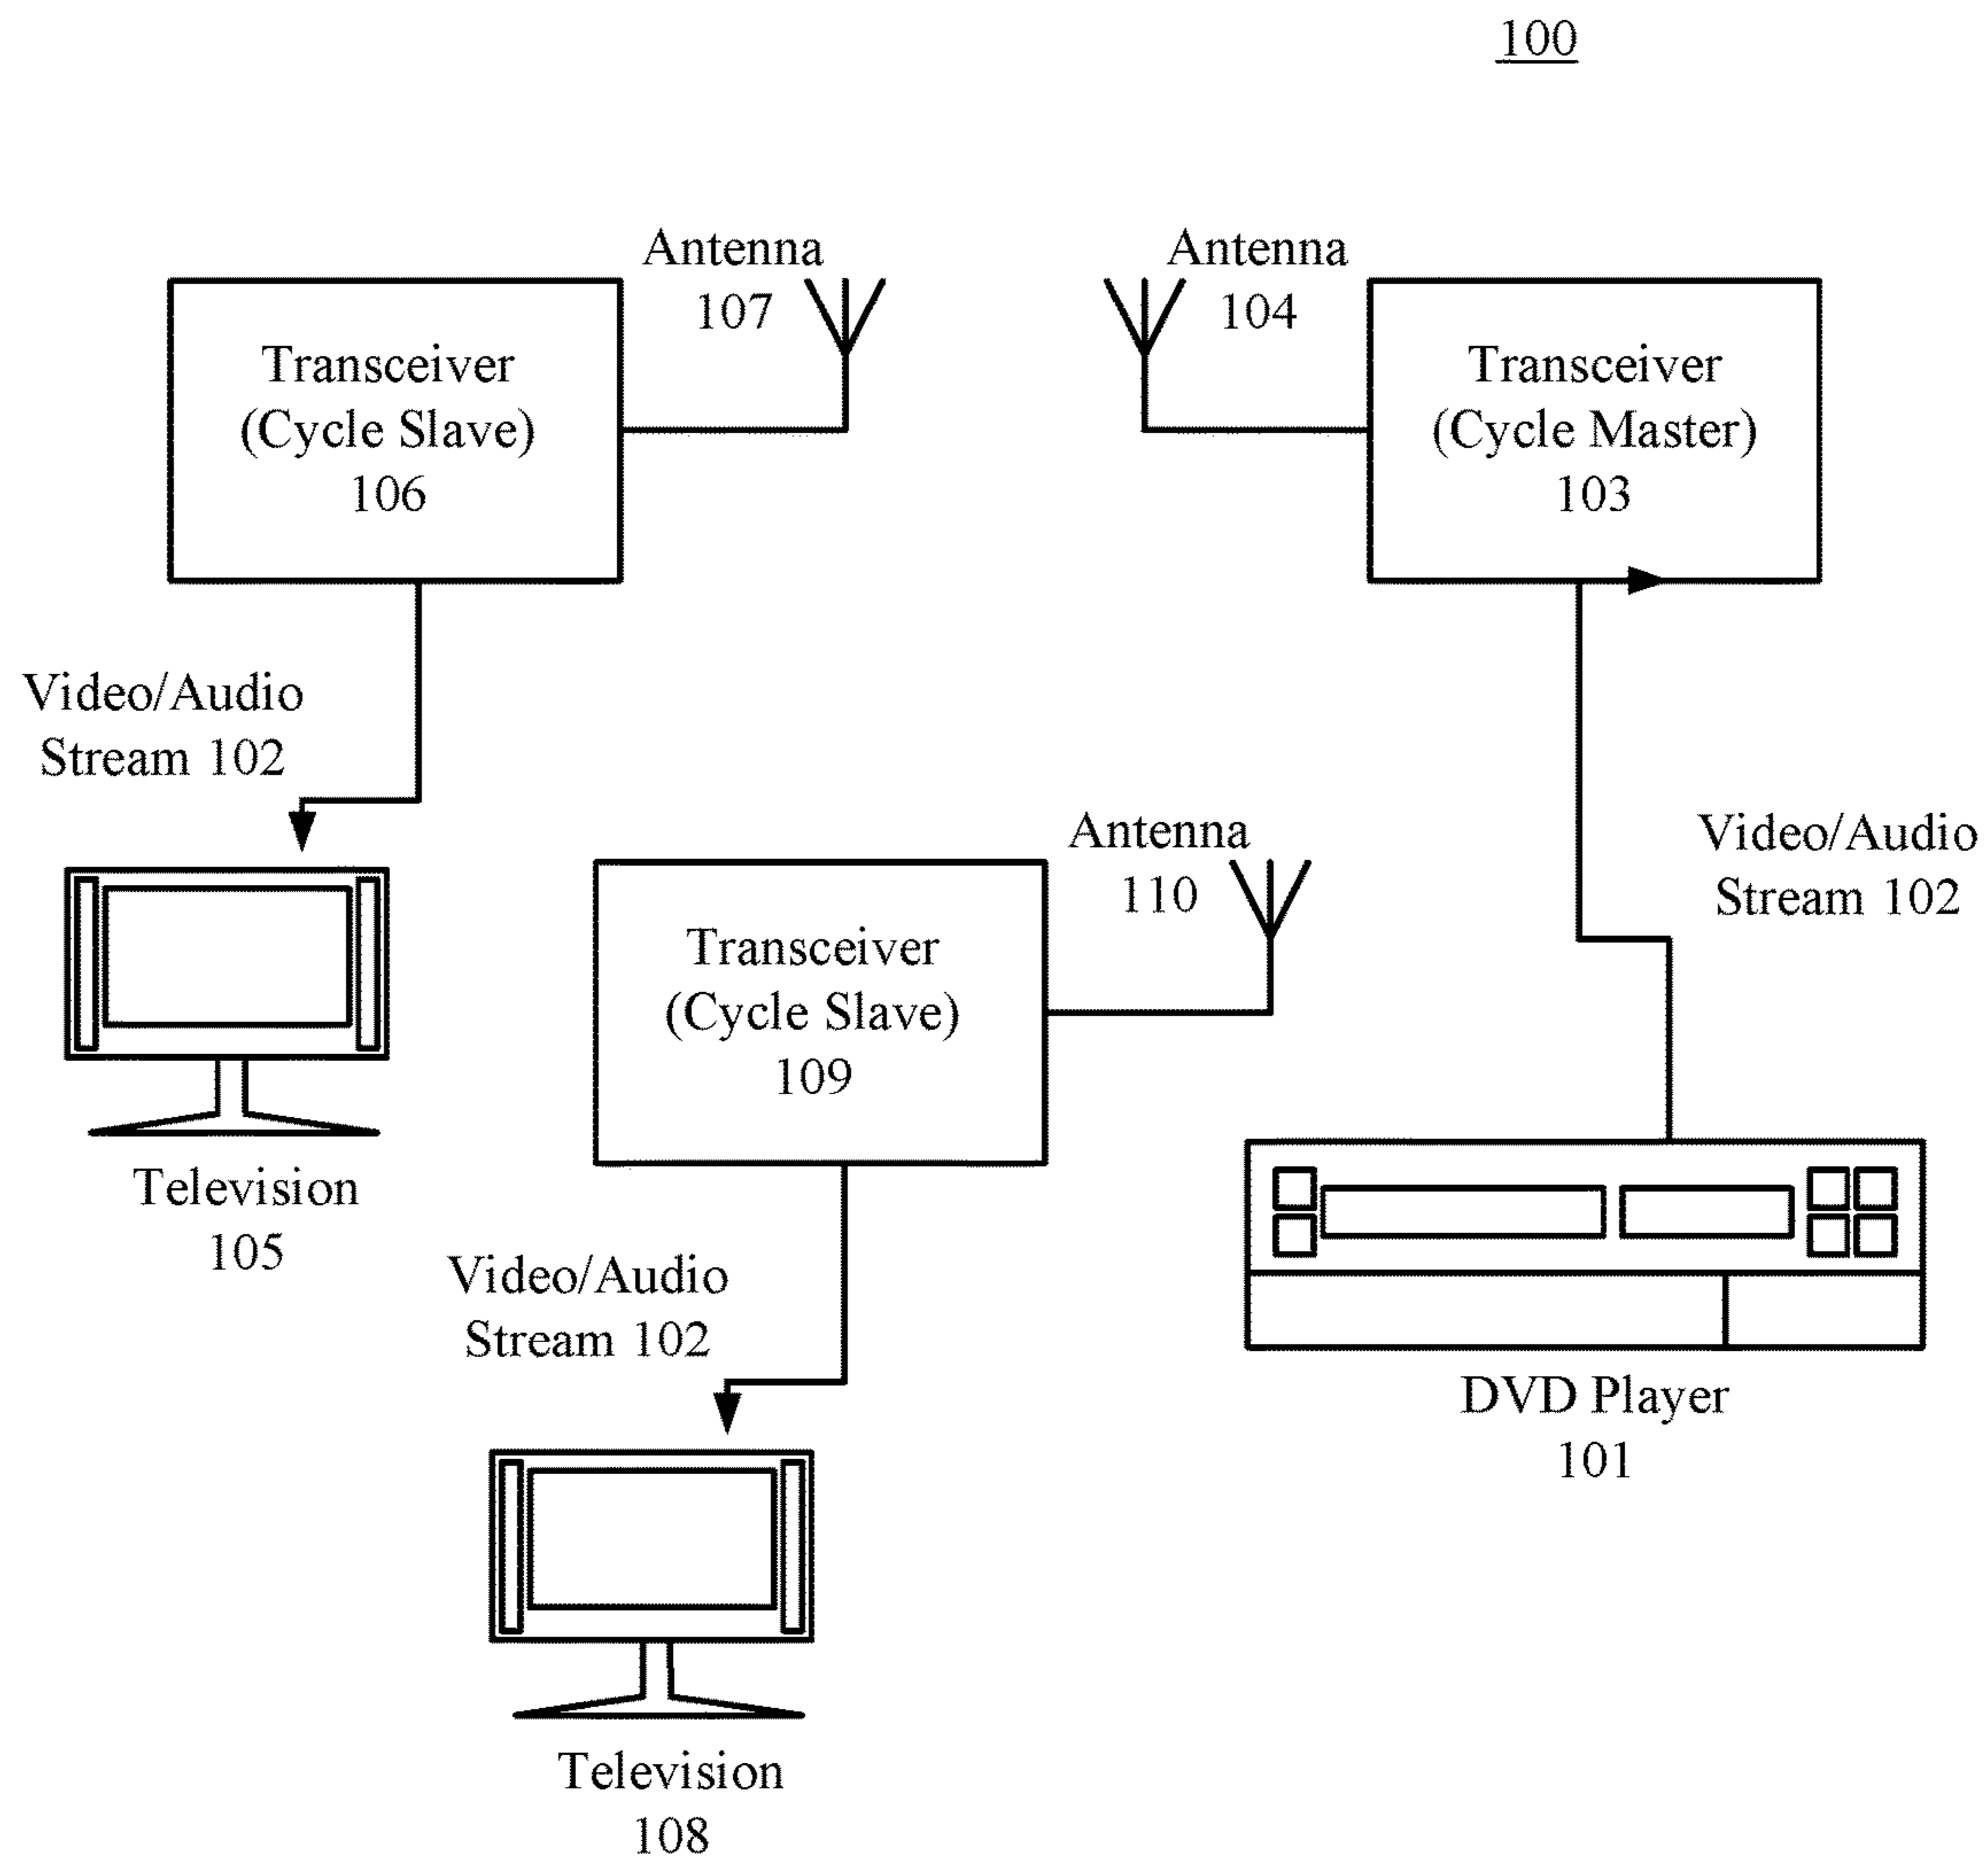 100
Antenna
107
Antenna
104
Transceiver
(Cycle Slave)
106
Transceiver
(Cycle Master)
103
Video/Audio
Stream 102
Antenna
110
Video/Audio
Stream 102
Transceiver
(Cycle Slave)
109
Television
105
Video/Audio
Stream 102
DVD Player
101
Television
108